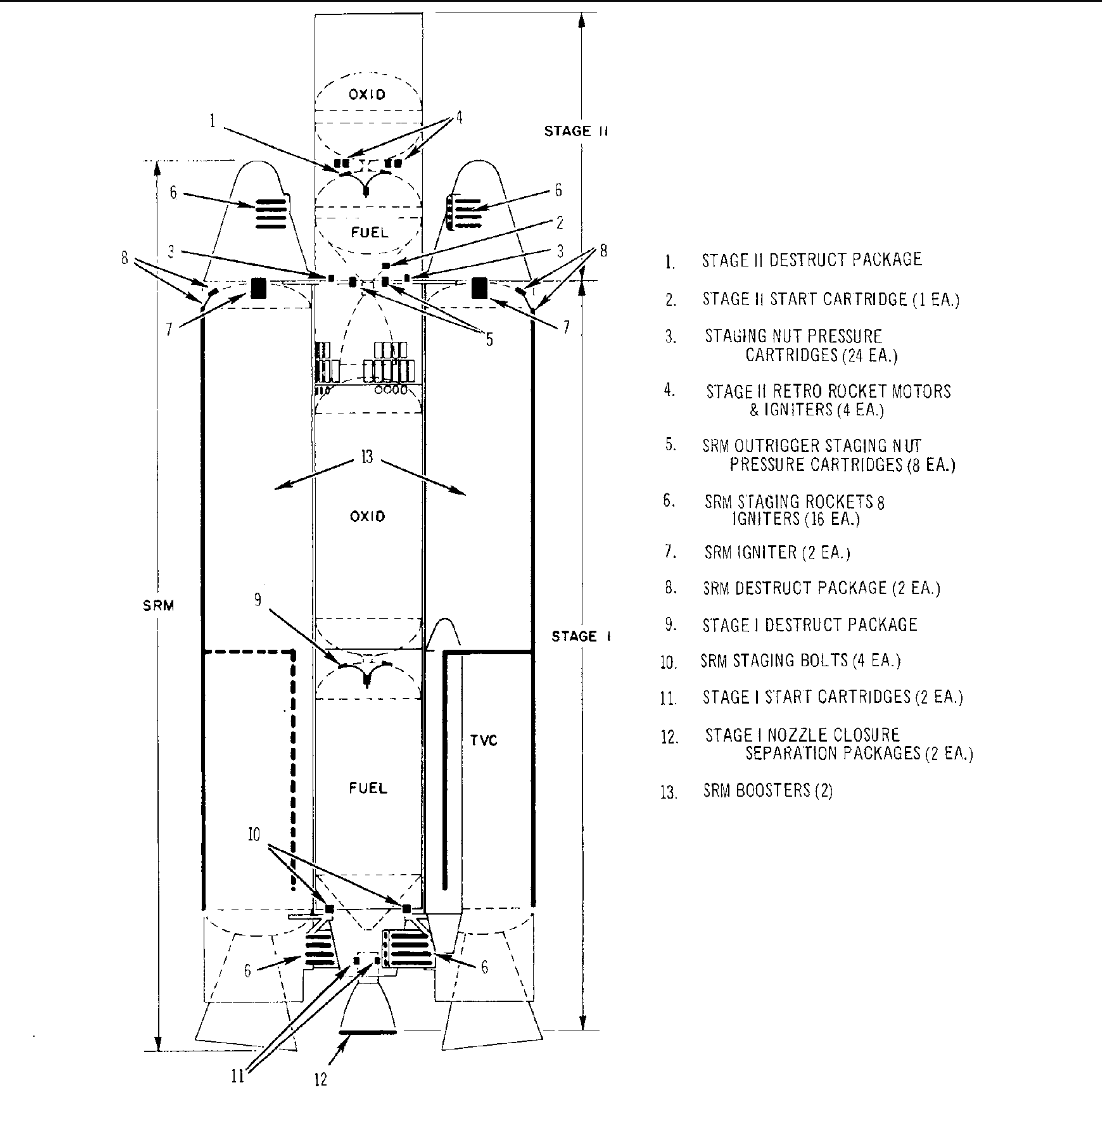 OXID
1
4
STAGE II
6
6
FUEL
2
8
3
3
8
7
5
7
13
OXID
SRM
9
STAGE I
TVC
FUEL
10
6
6
11
12
1. STAGE II DESTRUCT PACKAGE
2. STAGE II START CARTRIDGE (1 EA.)
3. STAGING NUT PRESSURE
CARTRIDGES (24 EA.)
4. STAGE II RETRO ROCKET MOTORS
& IGNITERS (4 EA.)
5. SRM OUTRIGGER STAGING NUT
PRESSURE CARTRIDGES (8 EA.)
6. SRM STAGING ROCKETS 8
IGNITERS (16 EA.)
7. SRM IGNITER (2 EA.)
8. SRM DESTRUCT PACKAGE (2 EA.)
9. STAGE I DESTRUCT PACKAGE
10. SRM STAGING BOLTS (4 EA.)
11. STAGE I START CARTRIDGES (2 EA.)
12. STAGE I NOZZLE CLOSURE
SEPARATION PACKAGES (2 EA.)
13. SRM BOOSTERS (2)